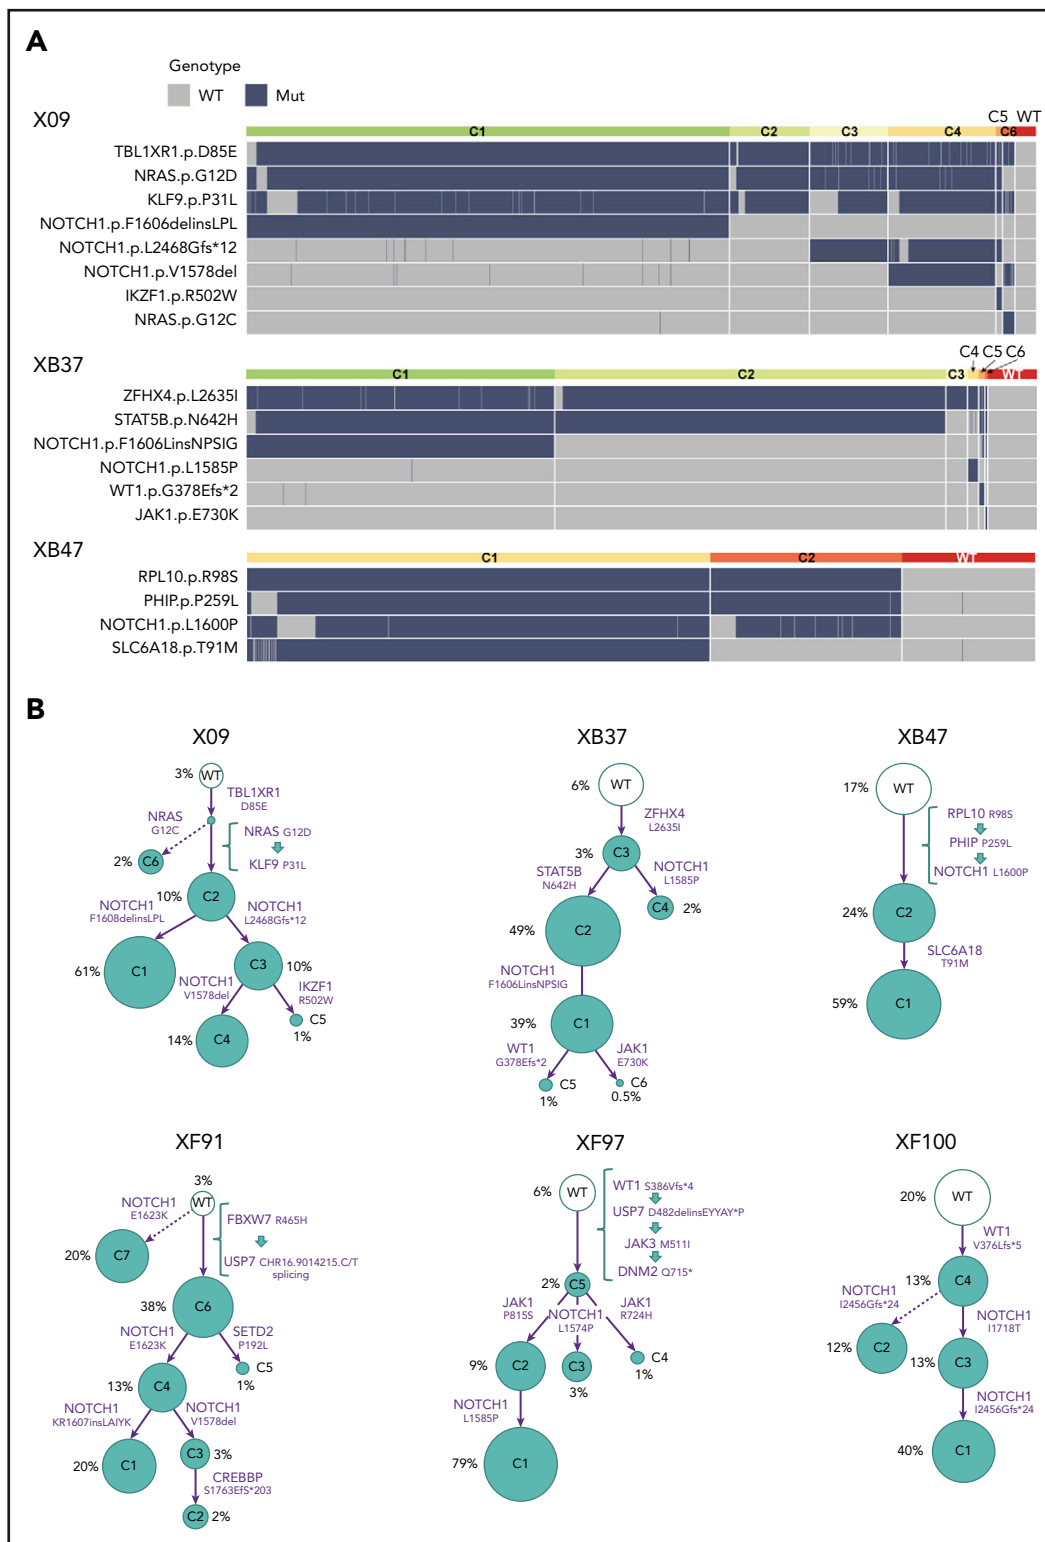 A
Genotype
WT Mut
X09
C5 WT
C1 C2 C3 C4 C6
TBL1XR1.p.D85E
NRAS.p.G12D
KLF9.p.P31L
NOTCH1.p.F1606delinsLPL
NOTCH1.p.L2468Gfs*12
NOTCH1.p.V1578del
IKZF1.p.R502W
NRAS.p.G12C
XB37
C4 C5 C6
C1 C2 C3 WT
ZFHX4.p.L2635I
STAT5B.p.N642H
NOTCH1.p.F1606LinsNPSIG
NOTCH1.p.L1585P
WT1.p.G378Efs*2
JAK1.p.E730K
XB47
C1 C2 WT
RPL10.p.R98S
PHIP.p.P259L
NOTCH1.p.L1600P
SLC6A18.p.T91M
B
X09
3% WT
TBL1XR1
D85E
NRAS
G12C
NRAS G12D
KLF9 P31L
2% C6
10% C2
NOTCH1
F1608delinsLPL
NOTCH1
L2468Gfs*12
61% C1
C3 10%
NOTCH1
V1578del
IKZF1
R502W
C5
1%
14% C4
XB37
6% WT
ZFHX4
L2635I
3% C3
STAT5B
N642H
NOTCH1
L1585P
C4 2%
49% C2
NOTCH1
F1606LinsNPSIG
39% C1
WT1
G378Efs*2
JAK1
E730K
C5
1%
C6
0.5%
XB47
17% WT
RPL10 R98S
PHIP P259L
NOTCH1 L1600P
24% C2
SLC6A18
T91M
59% C1
XF91
3%
WT
NOTCH1
E1623K
FBXW7 R465H
USP7 CHR16.9014215.C/T
splicing
20% C7
38% C6
NOTCH1
E1623K
SETD2
P192L
C5
1%
13% C4
NOTCH1
KR1607insLAIYK
NOTCH1
V1578del
20% C1
C3 3%
CREBBP
S1763EfS*203
C2 2%
XF97
6% WT
WT1 S386Vfs*4
USP7 D482delinsEYYAY*P
JAK3 M511I
DNM2 Q715*
2% C5
JAK1
P815S
NOTCH1
L1574P
JAK1
R724H
9% C2
C3
3%
C4
1%
NOTCH1
L1585P
79% C1
XF100
20% WT
WT1
V376Lfs*5
13% C4
NOTCH1
I2456Gfs*24
NOTCH1
I1718T
12% C2
13% C3
NOTCH1
I2456Gfs*24
40% C1